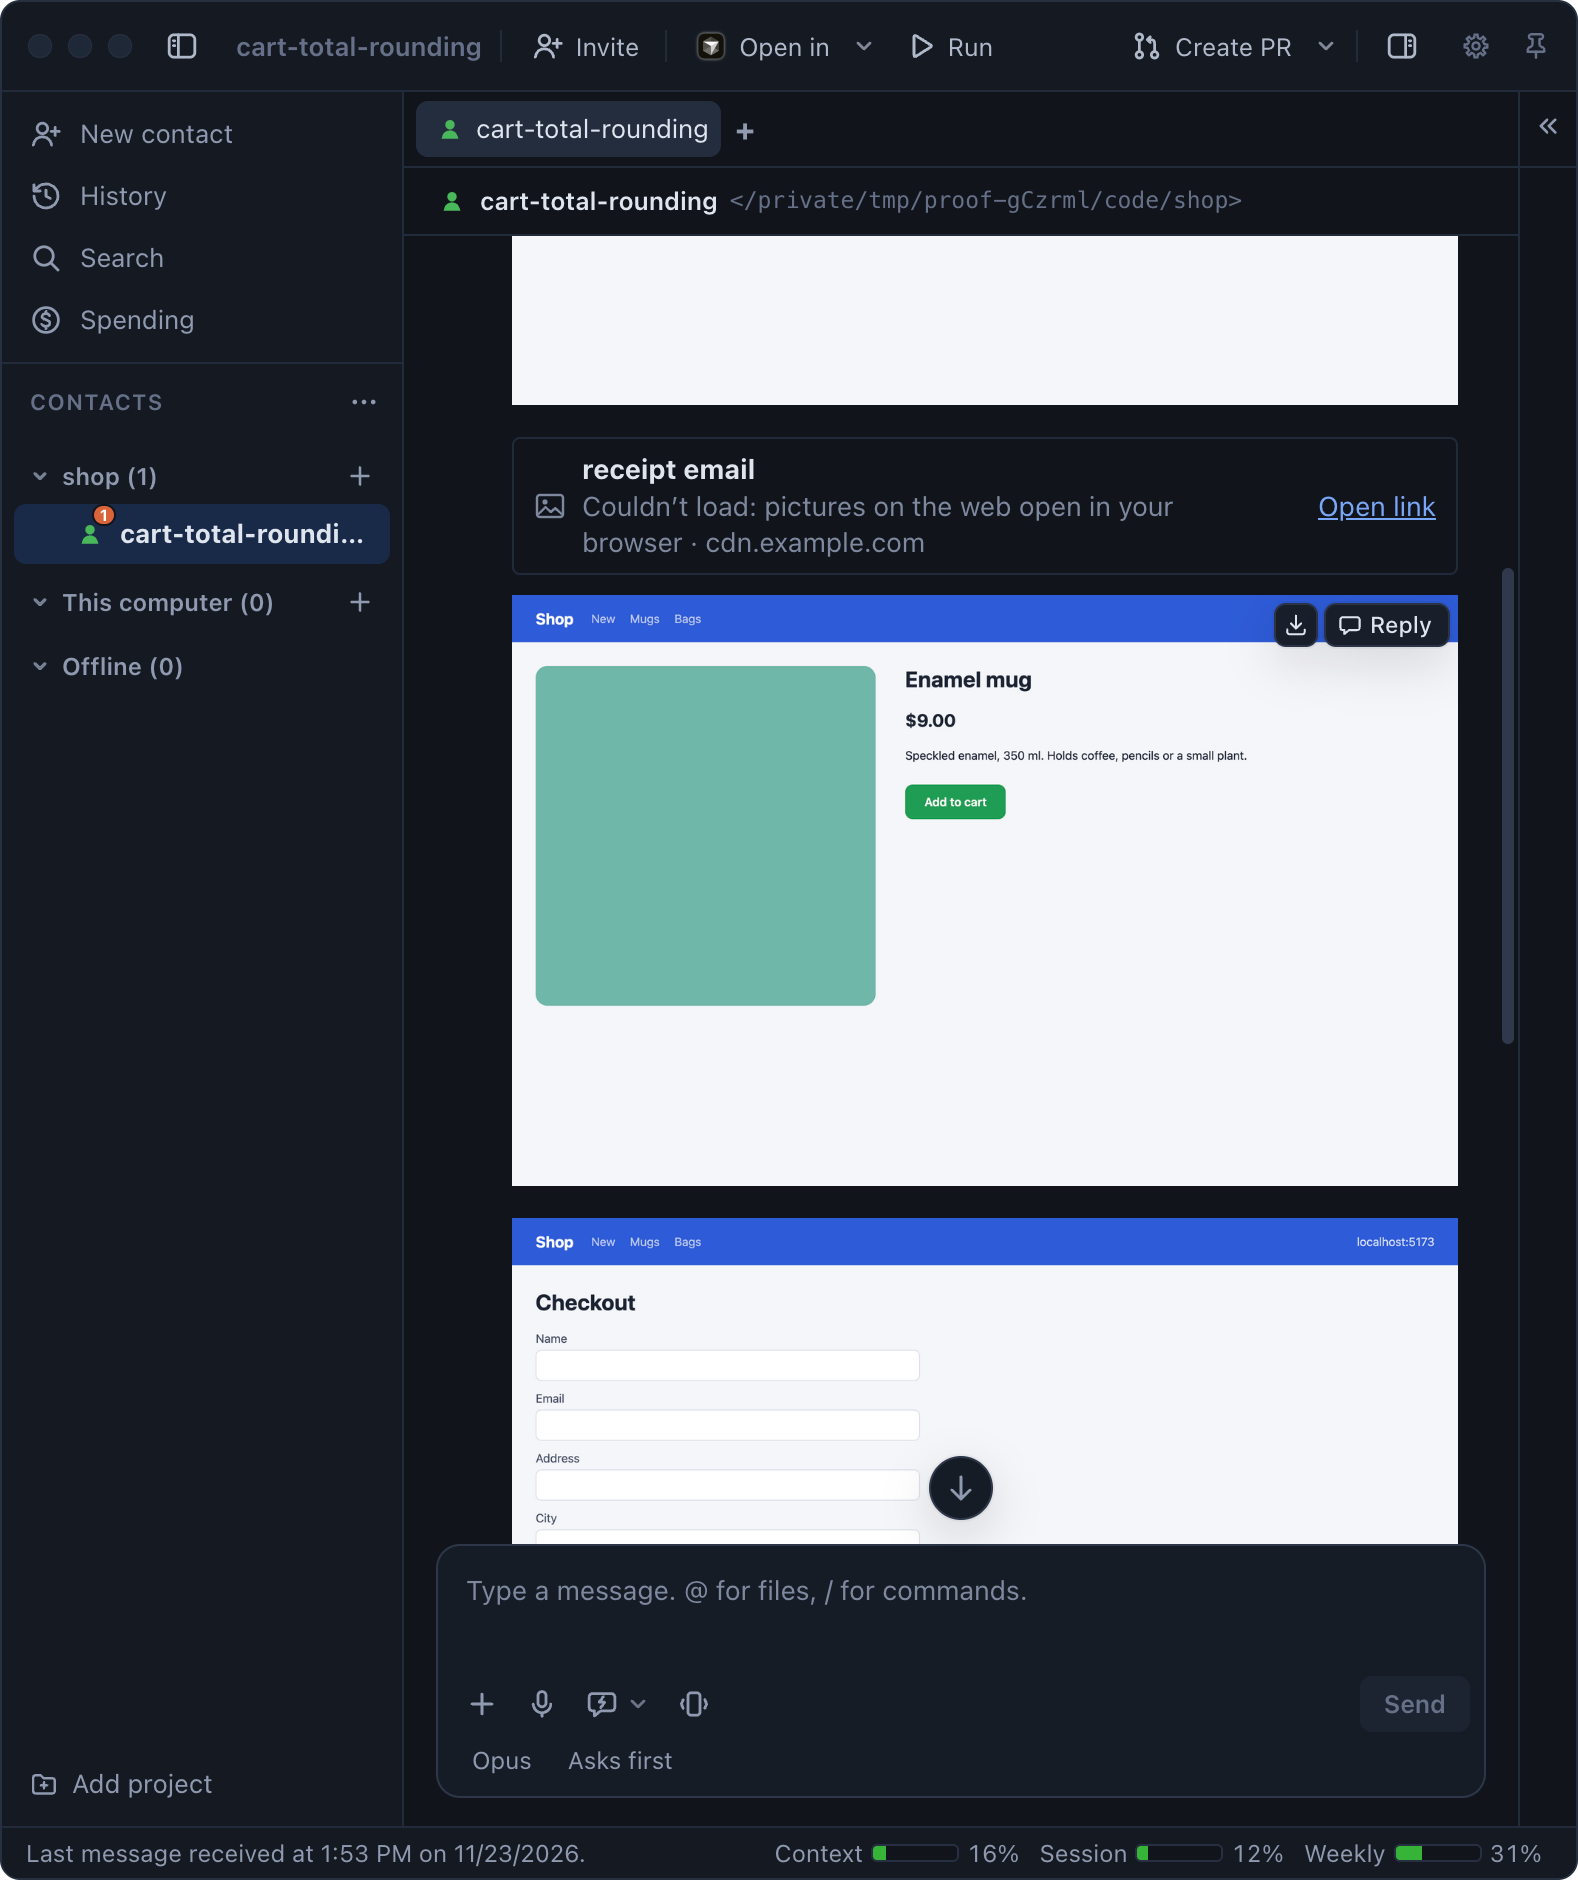 cart-total-rounding
Invite
Open in
Run
Create PR
New contact
History
Search
Spending
CONTACTS
shop (1)
1
cart-total-roundi...
This computer (0)
Offline (0)
Add project
cart-total-rounding
cart-total-rounding </private/tmp/proof-gCzrml/code/shop>
receipt email
Couldn’t load: pictures on the web open in your
browser · cdn.example.com
Open link
Shop New Mugs Bags
Reply
Enamel mug
$9.00
Speckled enamel, 350 ml. Holds coffee, pencils or a small plant.
Add to cart
Shop New Mugs Bags localhost:5173
Checkout
Name
Email
Address
City
Type a message. @ for files, / for commands.
Send
Opus Asks first
Last message received at 1:53 PM on 11/23/2026.
Context 16% Session 12% Weekly 31%